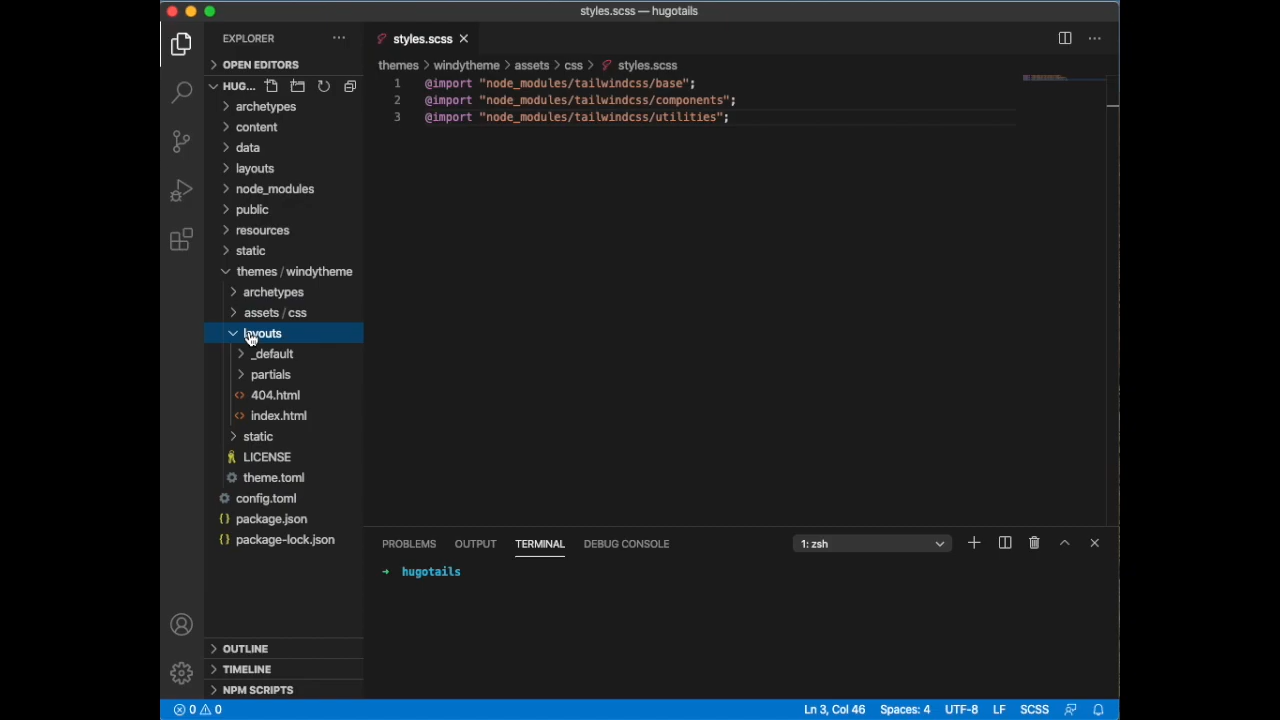 styles.scss — hugotails
EXPLORER
styles.scss
OPEN EDITORS
themes > windytheme > assets > css > styles.scss
HUG...
1 @import "node_modules/tailwindcss/base";
2 @import "node_modules/tailwindcss/components";
3 @import "node_modules/tailwindcss/utilities";
archetypes
content
data
layouts
node_modules
public
resources
static
themes / windytheme
archetypes
assets / css
layouts
_default
partials
404.html
index.html
static
LICENSE
theme.toml
config.toml
package.json
package-lock.json
PROBLEMS OUTPUT TERMINAL DEBUG CONSOLE 1: zsh
→ hugotails
OUTLINE
TIMELINE
NPM SCRIPTS
0 0 Ln 3, Col 46 Spaces: 4 UTF-8 LF SCSS